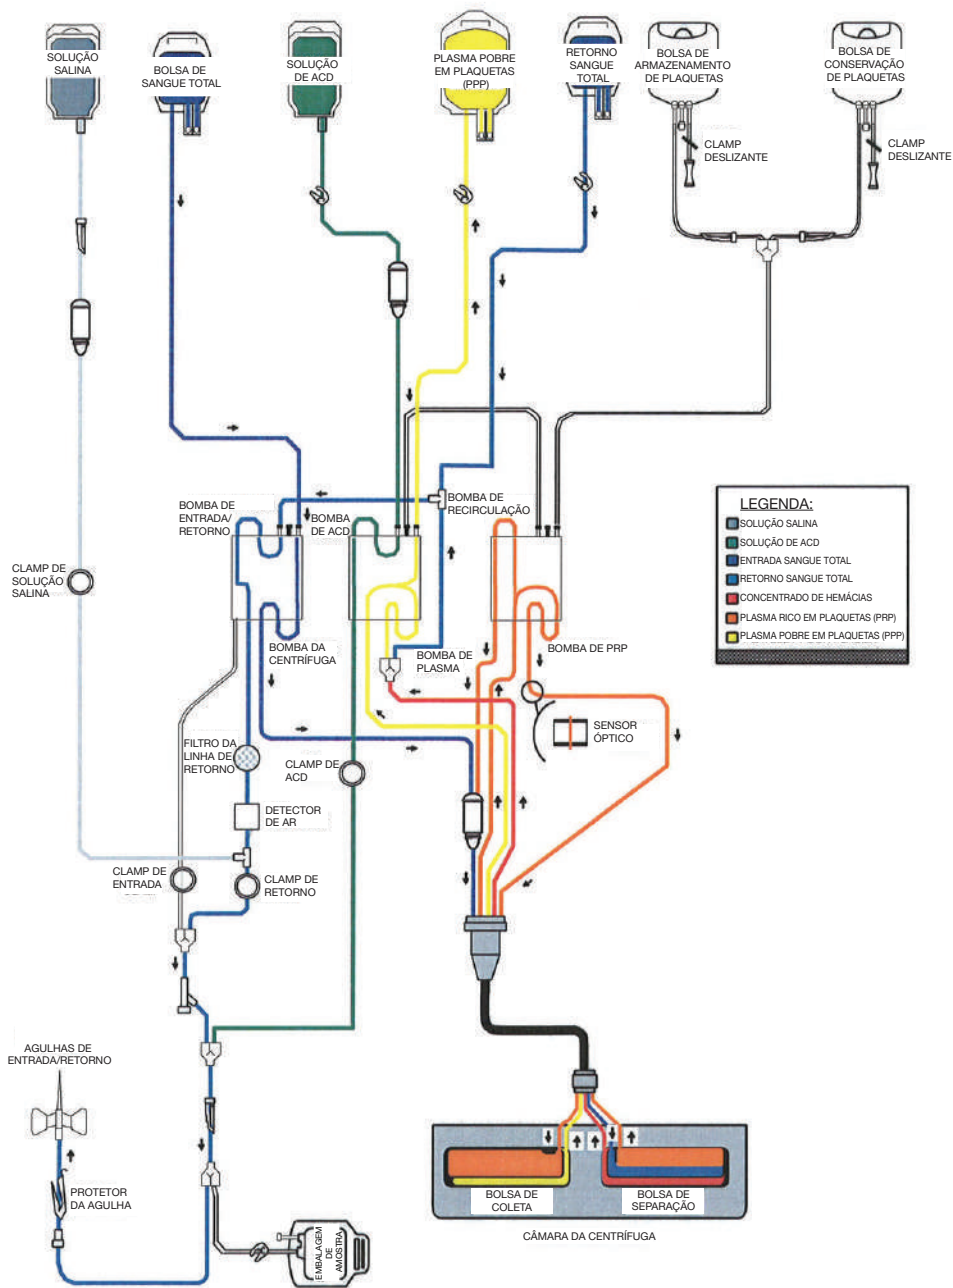 SOLUÇÃO
SALINA
BOLSA DE
SANGUE TOTAL
SOLUÇÃO
DE ACD
PLASMA POBRE
EM PLAQUETAS
(PPP)
RETORNO
SANGUE
TOTAL
BOLSA DE
ARMAZENAMENTO
DE PLAQUETAS
BOLSA DE
CONSERVAÇÃO
DE PLAQUETAS
CLAMP
DESLIZANTE
CLAMP
DESLIZANTE
BOMBA DE
ENTRADA/
RETORNO
BOMBA
DE ACD
BOMBA DE
RECIRCULAÇÃO
LEGENDA:
SOLUÇÃO SALINA
SOLUÇÃO DE ACD
ENTRADA SANGUE TOTAL
RETORNO SANGUE TOTAL
CONCENTRADO DE HEMÁCIAS
PLASMA RICO EM PLAQUETAS (PRP)
PLASMA POBRE EM PLAQUETAS (PPP)
CLAMP DE
SOLUÇÃO
SALINA
BOMBA DA
CENTRÍFUGA
BOMBA DE
PLASMA
BOMBA DE PRP
SENSOR
ÓPTICO
FILTRO DA
LINHA DE
RETORNO
CLAMP DE
ACD
DETECTOR
DE AR
CLAMP DE
ENTRADA
CLAMP DE
RETORNO
AGULHAS DE
ENTRADA/RETORNO
PROTETOR
DA AGULHA
EMBALAGEM
DE
AMOSTRA
BOLSA DE
COLETA
BOLSA DE
SEPARAÇÃO
CÂMARA DA CENTRÍFUGA